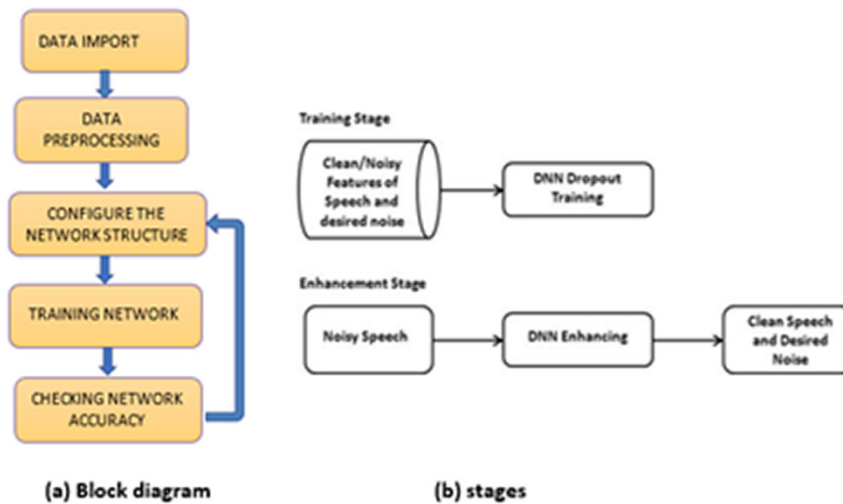 DATA IMPORT
DATA
PREPROCESSING
CONFIGURE THE
NETWORK STRUCTURE
TRAINING NETWORK
CHECKING NETWORK
ACCURACY
(a) Block diagram
Training Stage
Clean/Noisy
Features of
Speech and
desired noise
DNN Dropout
Training
Enhancement Stage
Noisy Speech
DNN Enhancing
Clean Speech
and Desired
Noise
(b) stages